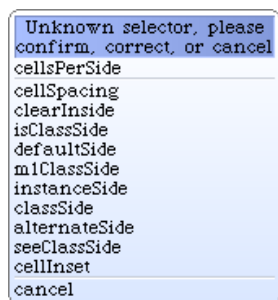 Unknown selector, please
confirm, correct, or cancel
cellsPerSide
cellSpacing
clearInside
isClassSide
defaultSide
m1ClassSide
instanceSide
classSide
alternateSide
seeClassSide
cellInset
cancel